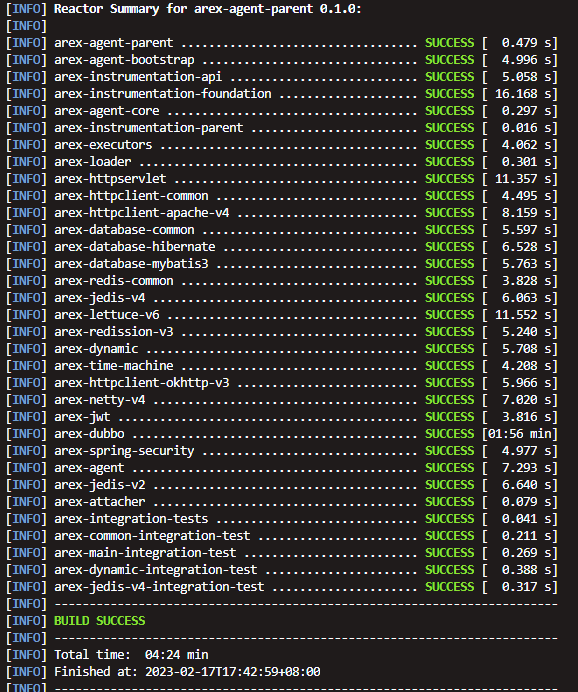 [INFO] Reactor Summary for arex-agent-parent 0.1.0:
[INFO]
[INFO] arex-agent-parent .................................. SUCCESS [  0.479 s]
[INFO] arex-agent-bootstrap ............................... SUCCESS [  4.996 s]
[INFO] arex-instrumentation-api ........................... SUCCESS [  5.058 s]
[INFO] arex-instrumentation-foundation .................... SUCCESS [ 16.168 s]
[INFO] arex-agent-core .................................... SUCCESS [  0.297 s]
[INFO] arex-instrumentation-parent ........................ SUCCESS [  0.016 s]
[INFO] arex-executors ..................................... SUCCESS [  4.062 s]
[INFO] arex-loader ........................................ SUCCESS [  0.301 s]
[INFO] arex-httpservlet ................................... SUCCESS [ 11.357 s]
[INFO] arex-httpclient-common ............................. SUCCESS [  4.495 s]
[INFO] arex-httpclient-apache-v4 .......................... SUCCESS [  8.159 s]
[INFO] arex-database-common ............................... SUCCESS [  5.597 s]
[INFO] arex-database-hibernate ............................ SUCCESS [  6.528 s]
[INFO] arex-database-mybatis3 ............................. SUCCESS [  5.763 s]
[INFO] arex-redis-common .................................. SUCCESS [  3.828 s]
[INFO] arex-jedis-v4 ...................................... SUCCESS [  6.063 s]
[INFO] arex-lettuce-v6 .................................... SUCCESS [ 11.552 s]
[INFO] arex-redission-v3 .................................. SUCCESS [  5.240 s]
[INFO] arex-dynamic ....................................... SUCCESS [  5.708 s]
[INFO] arex-time-machine .................................. SUCCESS [  4.208 s]
[INFO] arex-httpclient-okhttp-v3 .......................... SUCCESS [  5.966 s]
[INFO] arex-netty-v4 ...................................... SUCCESS [  7.020 s]
[INFO] arex-jwt ........................................... SUCCESS [  3.816 s]
[INFO] arex-dubbo ......................................... SUCCESS [01:56 min]
[INFO] arex-spring-security ............................... SUCCESS [  4.977 s]
[INFO] arex-agent ......................................... SUCCESS [  7.293 s]
[INFO] arex-jedis-v2 ...................................... SUCCESS [  6.640 s]
[INFO] arex-attacher ...................................... SUCCESS [  0.079 s]
[INFO] arex-integration-tests ............................. SUCCESS [  0.041 s]
[INFO] arex-common-integration-test ....................... SUCCESS [  0.211 s]
[INFO] arex-main-integration-test ......................... SUCCESS [  0.269 s]
[INFO] arex-dynamic-integration-test ...................... SUCCESS [  0.388 s]
[INFO] arex-jedis-v4-integration-test ..................... SUCCESS [  0.317 s]
[INFO] ------------------------------------------------------------------------
[INFO] BUILD SUCCESS
[INFO] ------------------------------------------------------------------------
[INFO] Total time:  04:24 min
[INFO] Finished at: 2023-02-17T17:42:59+08:00
[INFO] ------------------------------------------------------------------------